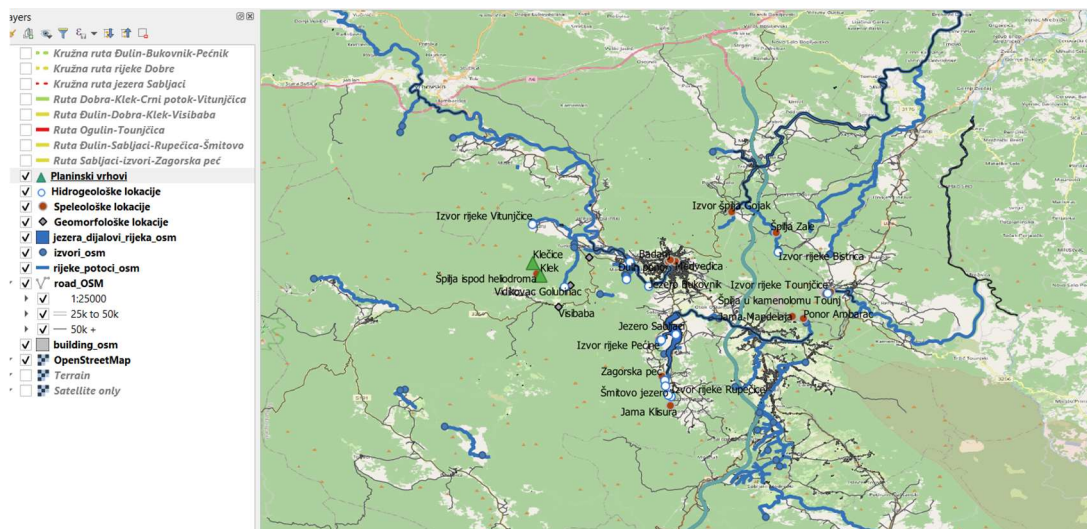 ayers
Kružna ruta Đulin-Bukovnik-Pećnik
Kružna ruta rijeke Dobre
Kružna ruta jezera Sabljaci
Ruta Dobra-Klek-Crni potok-Vitunjčica
Ruta Đulin-Dobra-Klek-Visibaba
Ruta Ogulin-Tounjčica
Ruta Đulin-Sabljaci-Rupečica-Šmitovo
Ruta Sabljaci-izvori-Zagorska peć
Planinski vrhovi
Hidrogeološke lokacije
Speleološke lokacije
Geomorfološke lokacije
jezera_dijalovi_rijeka_osm
izvori_osm
rijeke_potoci_osm
road_OSM
1:25000
25k to 50k
50k +
building_osm
OpenStreetMap
Terrain
Satellite only
Izvor špilja Gojak
Izvor rijeke Vitunjčice
Špilja Zale
Klečice
Izvor rijeke Bistrica
Klek
Medvedica
Špilja ispod heliodroma
Vidikovac Golubinac
Jezero Bukovnik
Izvor rijeke Tounjčice
Visibaba
Špilja u kamenolomu Tounj
Jama Mandelaja
Ponor Ambarac
Jezero Sabljaci
Izvor rijeke Pećine
Zagorska peć
Šmitovo jezero
Izvor rijeke Rupečice
Jama Klisura